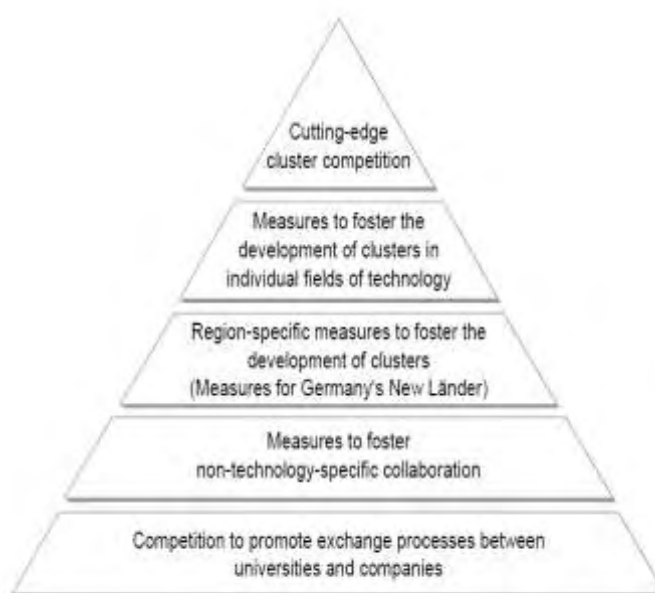 Cutting-edge
cluster competition
Measures to foster the
development of clusters in
individual fields of technology
Region-specific measures to foster the
development of clusters
(Measures for Germany's New Länder)
Measures to foster
non-technology-specific collaboration
Competition to promote exchange processes between
universities and companies